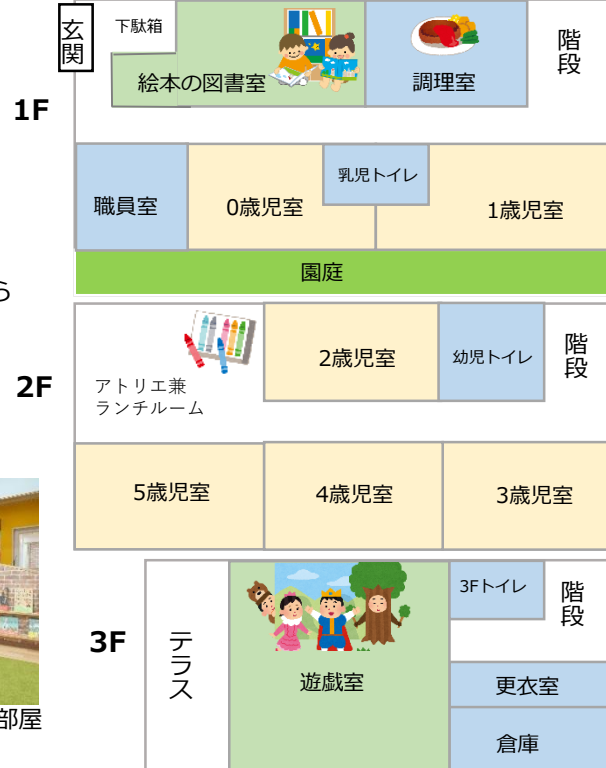 玄関
下駄箱
絵本の図書室
調理室
階段
1F
職員室
0歳児室
乳児トイレ
1歳児室
園庭
ら
2F
アトリエ兼
ランチルーム
2歳児室
幼児トイレ
階段
5歳児室
4歳児室
3歳児室
3F
テラス
遊戯室
3Fトイレ
階段
更衣室
倉庫
部屋